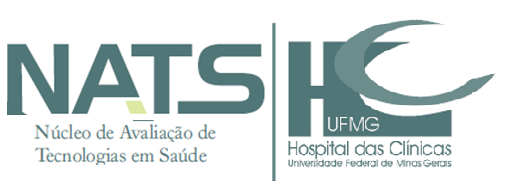 NATS
Núcleo de Avaliação de
Tecnologias em Saúde
HC
UFMG
Hospital das Clínicas
Universidade Federal de Minas Gerais